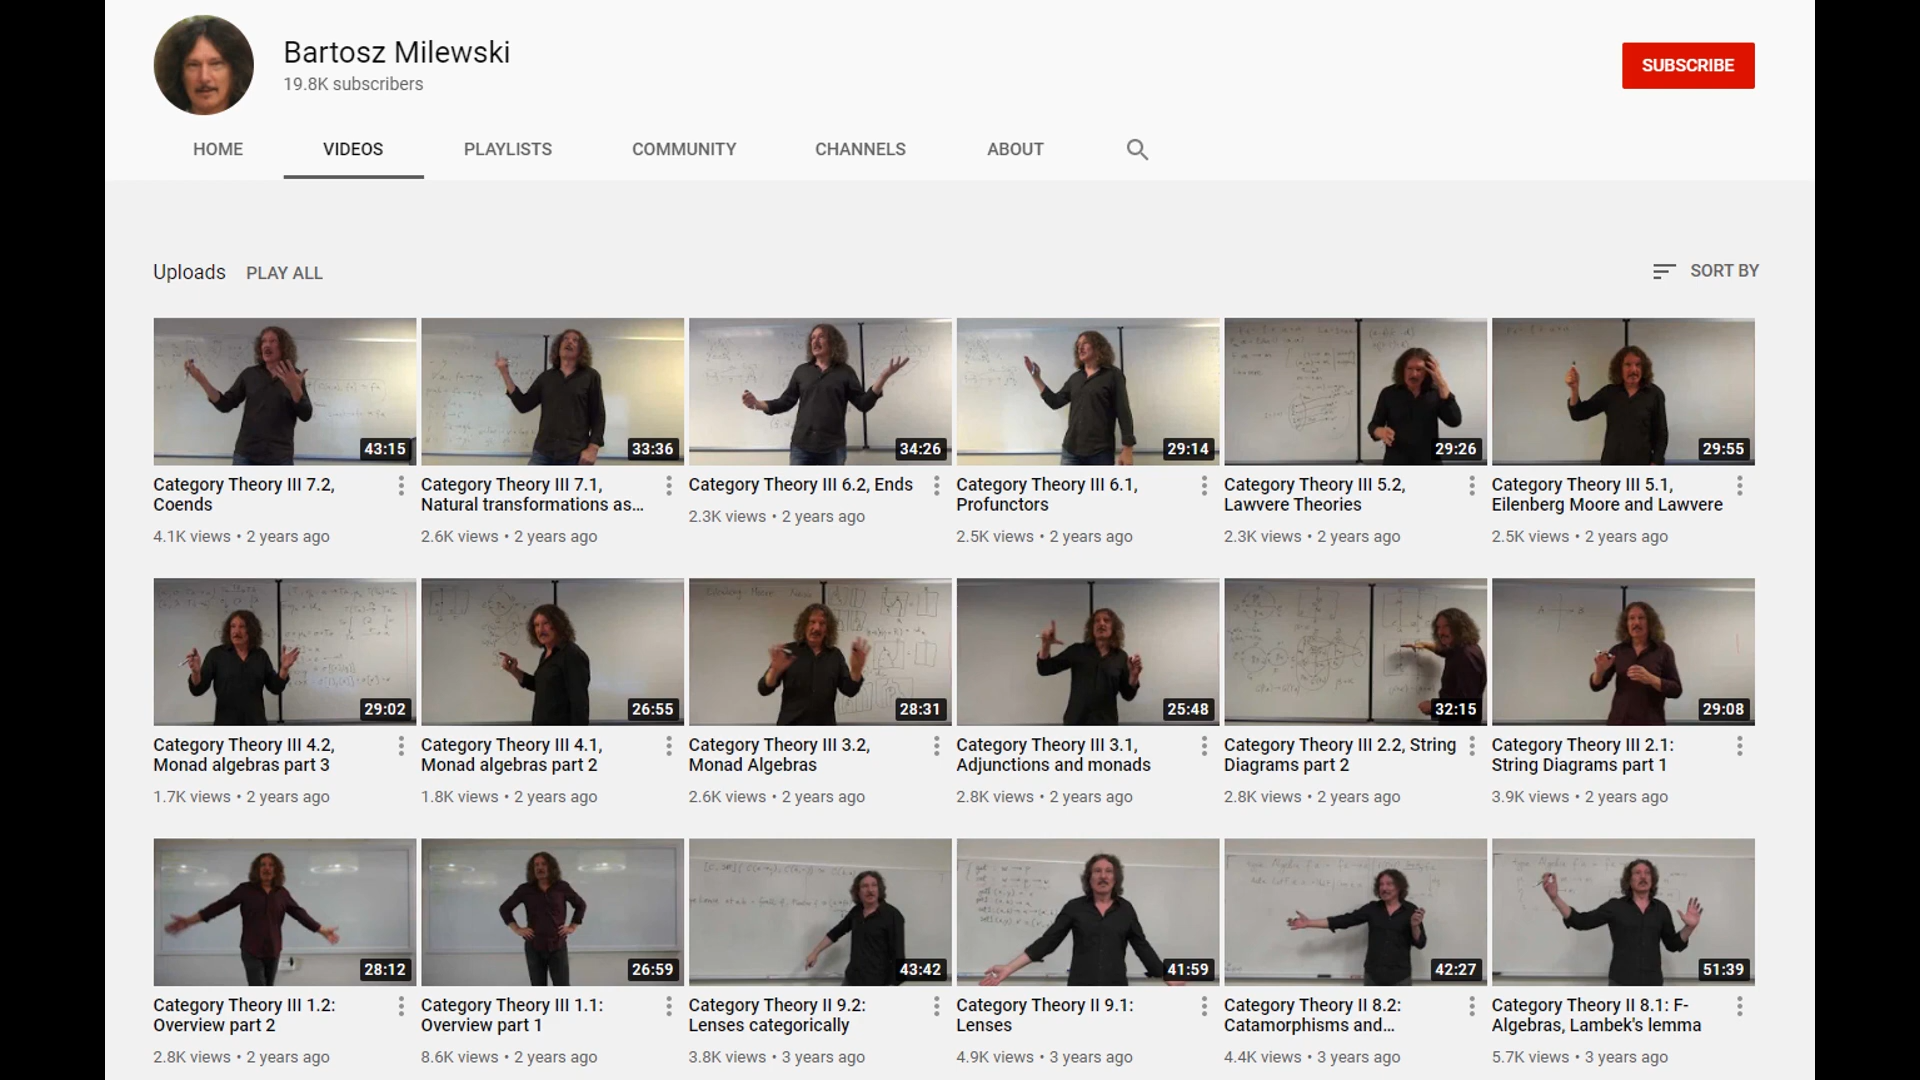 Bartosz Milewski
19.8K subscribers
SUBSCRIBE
HOME VIDEOS PLAYLISTS COMMUNITY CHANNELS ABOUT
Uploads PLAY ALL SORT BY
43:15 33:36 34:26 29:14 29:26 29:55
Category Theory III 7.2,
Coends
4.1K views • 2 years ago
Category Theory III 7.1,
Natural transformations as...
2.6K views • 2 years ago
Category Theory III 6.2, Ends
2.3K views • 2 years ago
Category Theory III 6.1,
Profunctors
2.5K views • 2 years ago
Category Theory III 5.2,
Lawvere Theories
2.3K views • 2 years ago
Category Theory III 5.1,
Eilenberg Moore and Lawvere
2.5K views • 2 years ago
29:02 26:55 28:31 25:48 32:15 29:08
Category Theory III 4.2,
Monad algebras part 3
1.7K views • 2 years ago
Category Theory III 4.1,
Monad algebras part 2
1.8K views • 2 years ago
Category Theory III 3.2,
Monad Algebras
2.6K views • 2 years ago
Category Theory III 3.1,
Adjunctions and monads
2.8K views • 2 years ago
Category Theory III 2.2, String
Diagrams part 2
2.8K views • 2 years ago
Category Theory III 2.1:
String Diagrams part 1
3.9K views • 2 years ago
28:12 26:59 43:42 41:59 42:27 51:39
Category Theory III 1.2:
Overview part 2
2.8K views • 2 years ago
Category Theory III 1.1:
Overview part 1
8.6K views • 2 years ago
Category Theory II 9.2:
Lenses categorically
3.8K views • 3 years ago
Category Theory II 9.1:
Lenses
4.9K views • 3 years ago
Category Theory II 8.2:
Catamorphisms and...
4.4K views • 3 years ago
Category Theory II 8.1: F-
Algebras, Lambek's lemma
5.7K views • 3 years ago